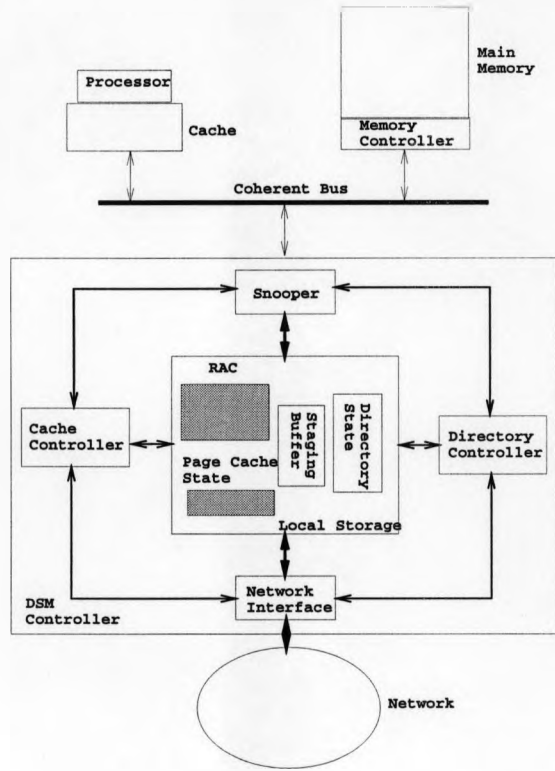 Main
Memory
Processor
Cache
Memory
Controller
Coherent Bus
Snooper
RAC
Cache
Controller
Staging
Buffer
Directory
State
Directory
Controller
Page Cache
State
Local Storage
Network
Interface
DSM
Controller
Network